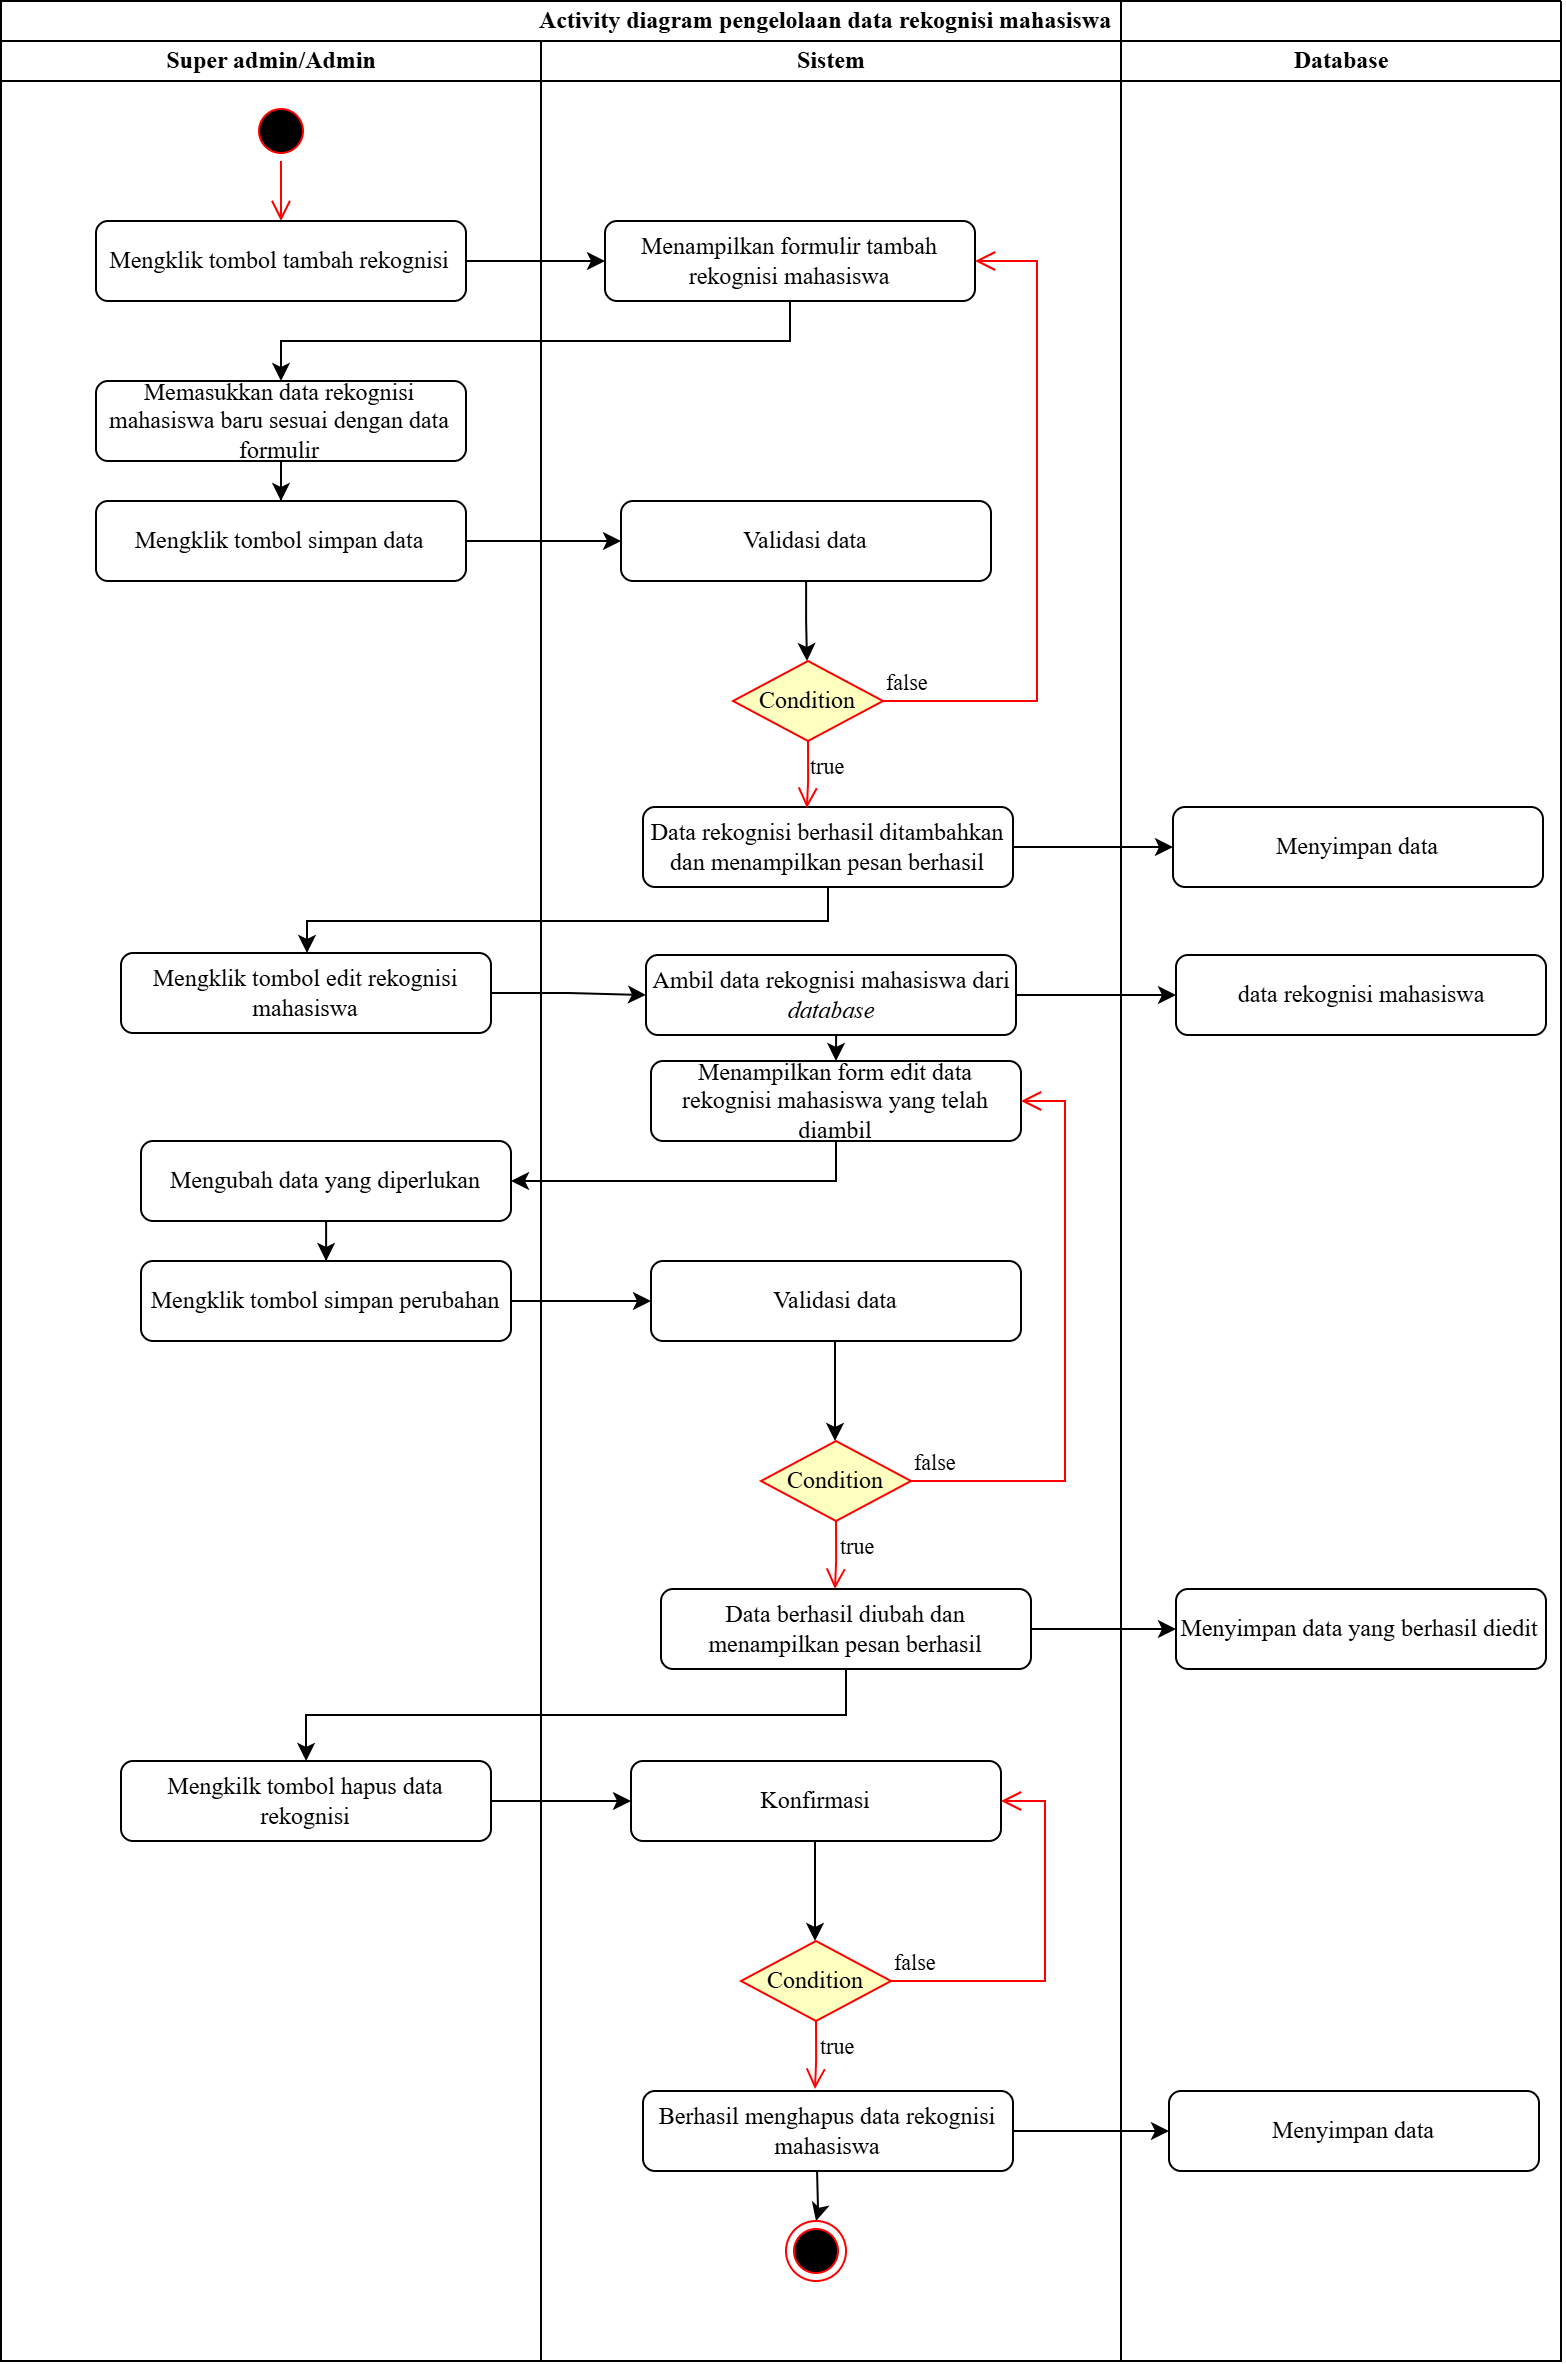 Activity diagram pengelolaan data rekognisi mahasiswa
Super admin/Admin
Sistem
Database
Mengklik tombol tambah rekognisi
Menampilkan formulir tambah
rekognisi mahasiswa
Memasukkan data rekognisi
mahasiswa baru sesuai dengan data
formulir
Mengklik tombol simpan data
Validasi data
Condition
false
true
Data rekognisi berhasil ditambahkan
dan menampilkan pesan berhasil
Menyimpan data
Mengklik tombol edit rekognisi
mahasiswa
Ambil data rekognisi mahasiswa dari
database
data rekognisi mahasiswa
Menampilkan form edit data
rekognisi mahasiswa yang telah
diambil
Mengubah data yang diperlukan
Mengklik tombol simpan perubahan
Validasi data
Condition
false
true
Data berhasil diubah dan
menampilkan pesan berhasil
Menyimpan data yang berhasil diedit
Mengkilk tombol hapus data
rekognisi
Konfirmasi
Condition
false
true
Berhasil menghapus data rekognisi
mahasiswa
Menyimpan data